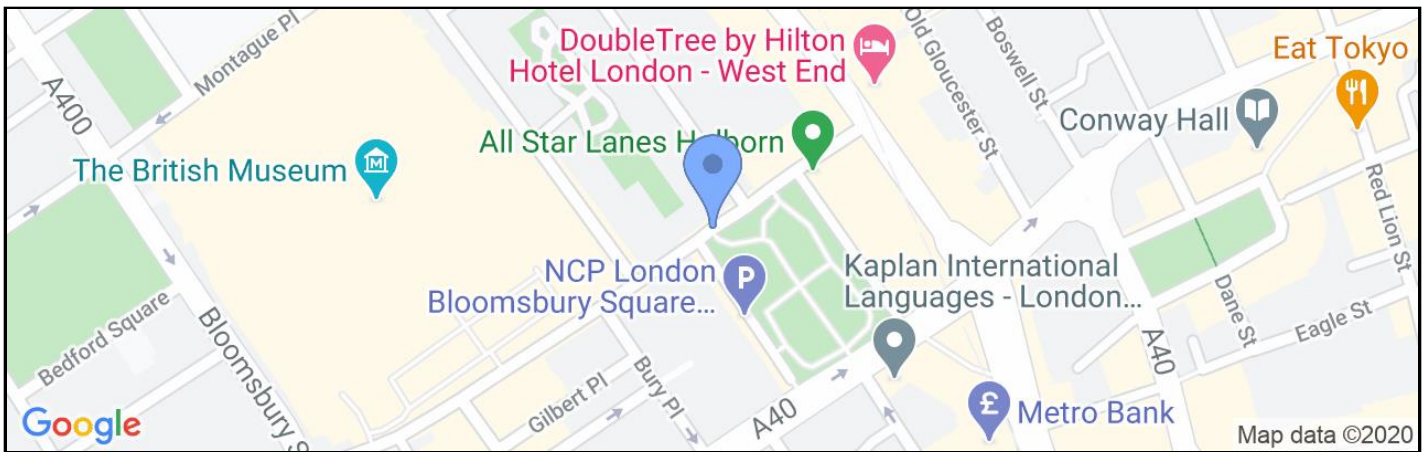 Montague Pl
A400
The British Museum
DoubleTree by Hilton
Hotel London - West End
All Star Lanes Holborn
Old Gloucester St
Boswell St
Conway Hall
Eat Tokyo
Red Lion St
Bedford Square
Bloomsbury S
NCP London
Bloomsbury Square...
P
Kaplan International
Languages - London...
Gilbert Pl
Bury Pl
A40
£
Metro Bank
A40
Dane St
Eagle St
M
Google
Map data ©2020